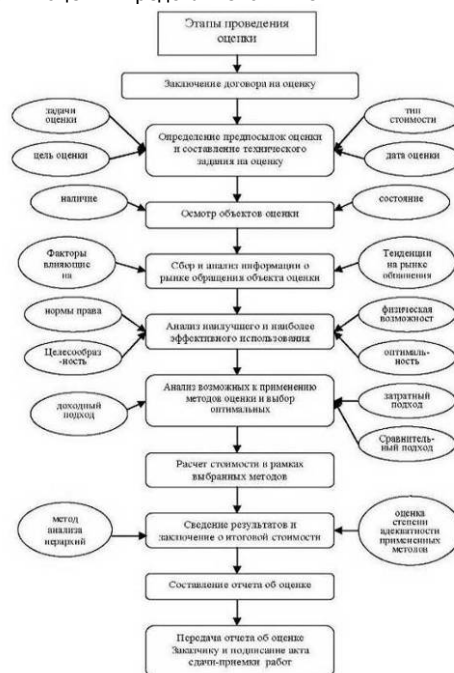 Этапы проведения
оценки
Заключение договора на оценку
задачи
оценки
тип
стоимости
Определение предпосылок оценки
и составление технического
задания на оценку
цель оценки
дата оценки
наличие
состояние
Осмотр объектов оценки
Факторы
влияющие
на
Тенденции
на рынке
обращения
Сбор и анализ информации о
рынке обращения объекта оценки
нормы права
физическая
возможност
Анализ наилучшего и наиболее
эффективного использования
Целесообраз
-ность
оптималь-
ность
Анализ возможных к применению
методов оценки и выбор
оптимальных
доходный
подход
затратный
подход
Сравнитель-
ный подход
Расчет стоимости в рамках
выбранных методов
метод
анализа
иерархий
Сведение результатов и
заключение о итоговой стоимости
оценка
степени
адекватности
примененных
методов
Составление отчета об оценке
Передача отчета об оценке
Заказчику и подписание акта
сдачи-приемки работ